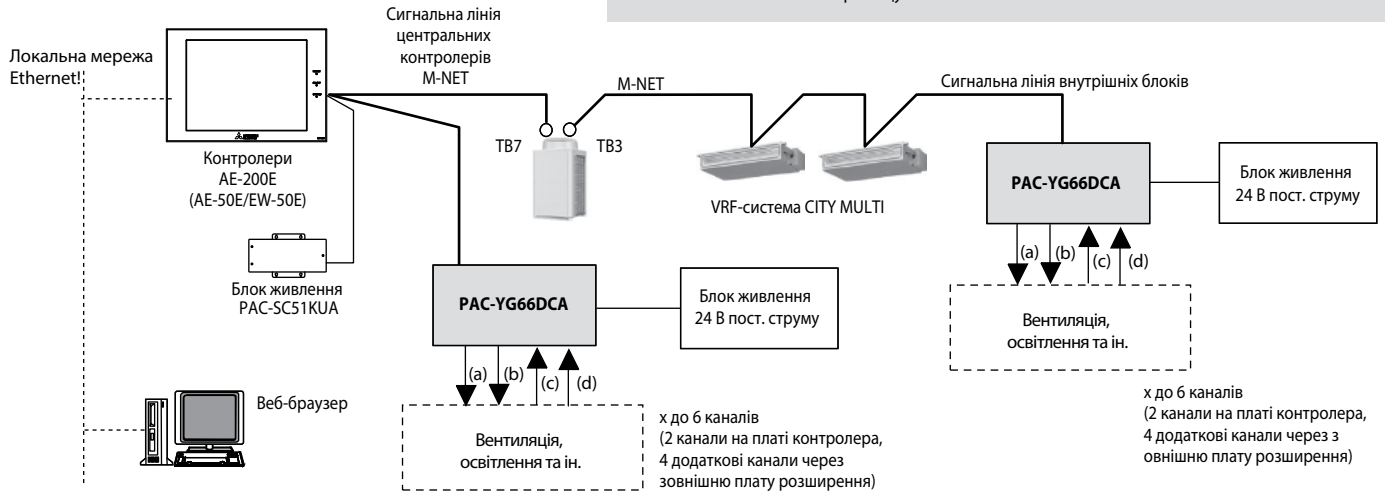 Сигнальна лінія
центральних
контролерів
M-NET
Локальна мережа
Ethernet!
M-NET
Сигнальна лінія внутрішніх блоків
TB7
TB3
Контролери
AE-200E
(AE-50E/EW-50E)
VRF-система CITY MULTI
PAC-YG66DCA
Блок живлення
24 В пост. струму
(a)
(b)
(c)
(d)
Вентиляція,
освітлення та ін.
х до 6 каналів
(2 канали на платі контролера,
4 додаткові канали через з
овнішню плату розширення)
Блок живлення
PAC-SC51KUA
PAC-YG66DCA
Блок живлення
24 В пост. струму
(a)
(b)
(c)
(d)
Вентиляція,
освітлення та ін.
х до 6 каналів
(2 канали на платі контролера,
4 додаткові канали через
зовнішню плату розширення)
Веб-браузер